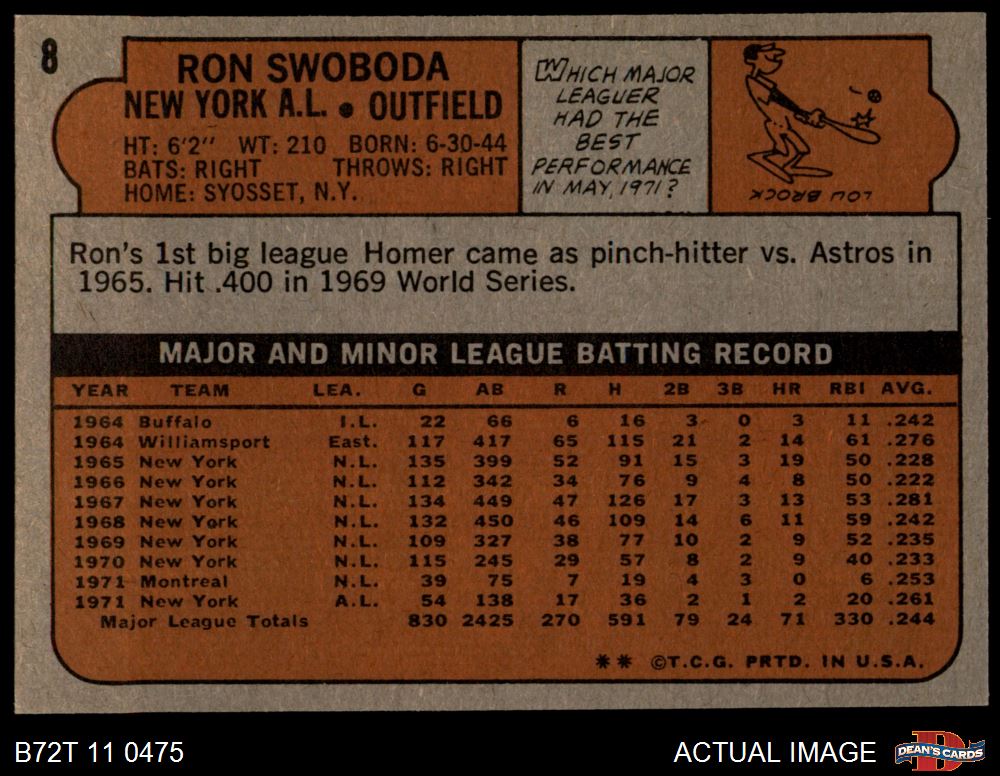 8
RON SWOBODA
NEW YORK A.L. • OUTFIELD
HT: 6'2" WT: 210 BORN: 6-30-44
BATS: RIGHT THROWS: RIGHT
HOME: SYOSSET, N.Y.
WHICH MAJOR
LEAGUER
HAD THE
BEST
PERFORMANCE
IN MAY, 1971?
LOU BROCK
Ron's 1st big league Homer came as pinch-hitter vs. Astros in
1965. Hit .400 in 1969 World Series.
MAJOR AND MINOR LEAGUE BATTING RECORD
YEAR TEAM LEA. G AB R H 2B 3B HR RBI AVG.
1964 Buffalo I.L. 22 66 6 16 3 0 3 11 .242
1964 Williamsport East. 117 417 65 115 21 2 14 61 .276
1965 New York N.L. 135 399 52 91 15 3 19 50 .228
1966 New York N.L. 112 342 34 76 9 4 8 50 .222
1967 New York N.L. 134 449 47 126 17 3 13 53 .281
1968 New York N.L. 132 450 46 109 14 6 11 59 .242
1969 New York N.L. 109 327 38 77 10 2 9 52 .235
1970 New York N.L. 115 245 29 57 8 2 9 40 .233
1971 Montreal N.L. 39 75 7 19 4 3 0 6 .253
1971 New York A.L. 54 138 17 36 2 1 2 20 .261
Major League Totals 830 2425 270 591 79 24 71 330 .244
** ©T.C.G. PRTD. IN U.S.A.
B72T 11 0475
ACTUAL IMAGE
DEAN'S CARDS